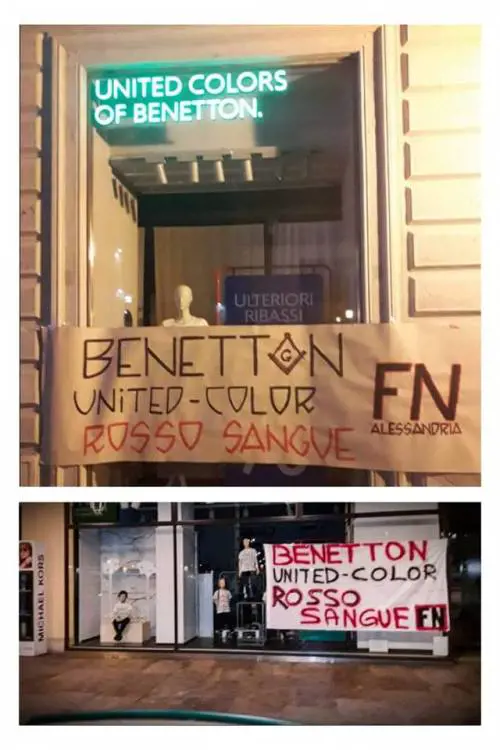 UNITED COLORS
OF BENETTON.
ULTERIORI
RIBASSI
BENETTON
G
UNITED-COLOR
ROSSO SANGUE
FN
ALESSANDRIA
MICHAEL KORS
BENETTON
UNITED-COLOR
ROSSO
SANGUE FN